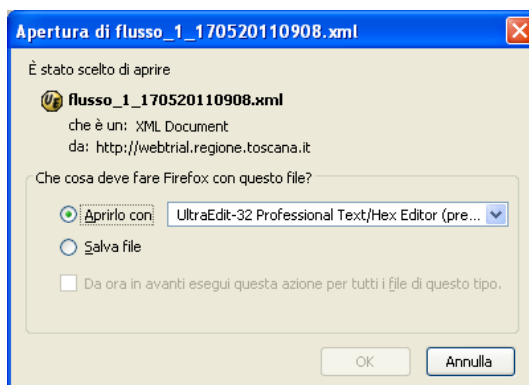 Apertura di flusso_1_170520110908.xml
È stato scelto di aprire
flusso_1_170520110908.xml
che è un: XML Document
da: http://webtrial.regione.toscana.it
Che cosa deve fare Firefox con questo file?
Aprirlo con UltraEdit-32 Professional Text/Hex Editor (pre...
Salva file
Da ora in avanti esegui questa azione per tutti i file di questo tipo.
OK Annulla